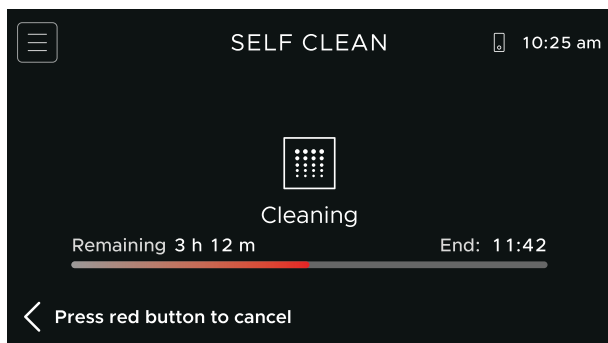 SELF CLEAN
10:25 am
Cleaning
Remaining 3 h 12 m
End: 11:42
Press red button to cancel